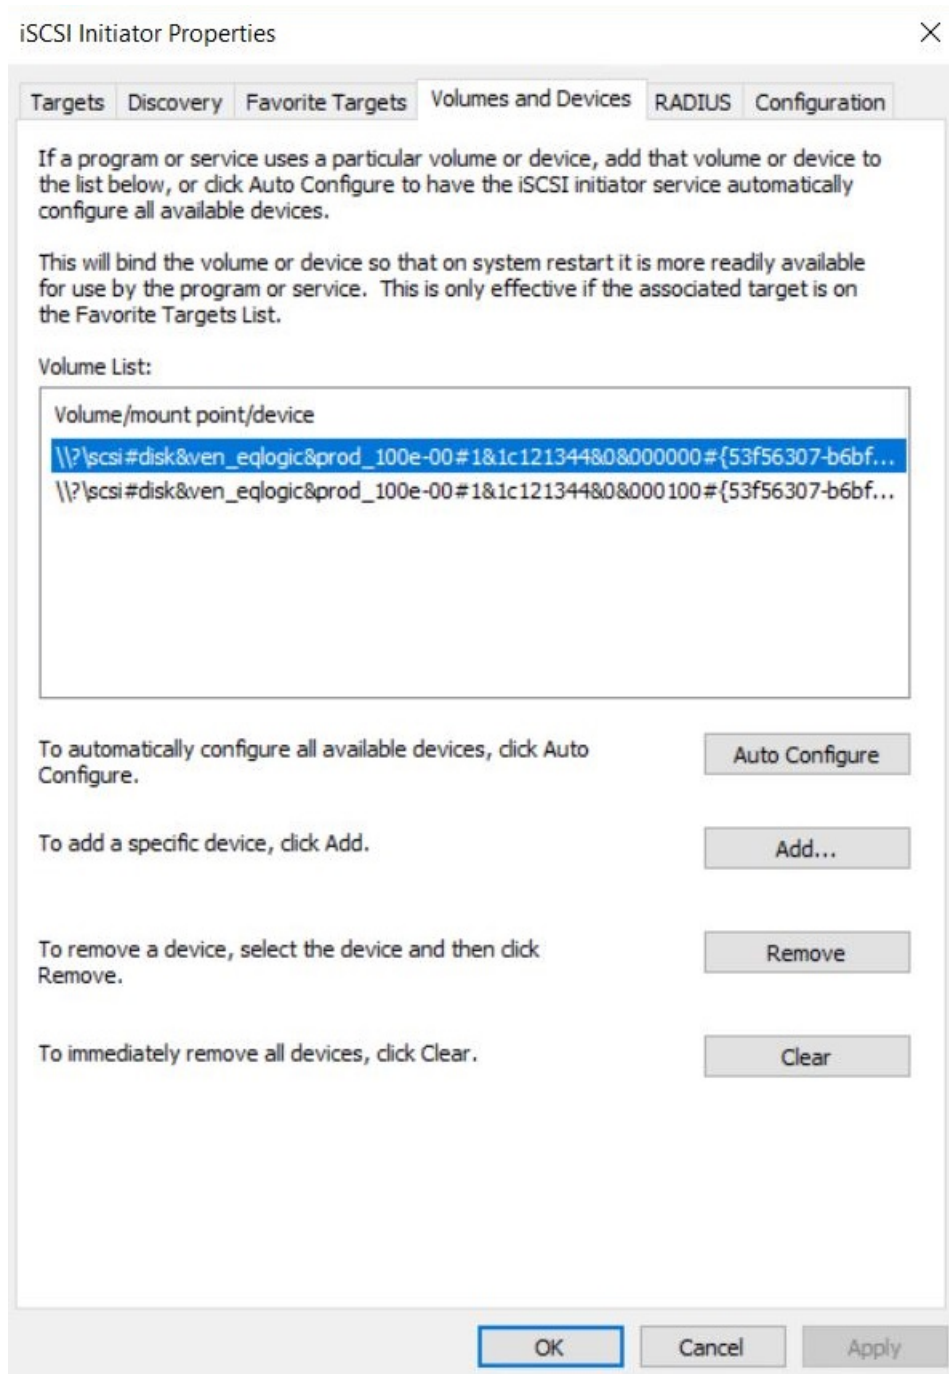 iSCSI Initiator Properties
Targets Discovery Favorite Targets Volumes and Devices RADIUS Configuration
If a program or service uses a particular volume or device, add that volume or device to
the list below, or click Auto Configure to have the iSCSI initiator service automatically
configure all available devices.
This will bind the volume or device so that on system restart it is more readily available
for use by the program or service.  This is only effective if the associated target is on
the Favorite Targets List.
Volume List:
Volume/mount point/device
\\?\scsi#disk&ven_eqlogic&prod_100e-00#1&1c121344&0&000000#{53f56307-b6bf...
\\?\scsi#disk&ven_eqlogic&prod_100e-00#1&1c121344&0&000100#{53f56307-b6bf...
To automatically configure all available devices, click Auto
Configure.
Auto Configure
To add a specific device, click Add.
Add...
To remove a device, select the device and then click
Remove.
Remove
To immediately remove all devices, click Clear.
Clear
OK Cancel Apply